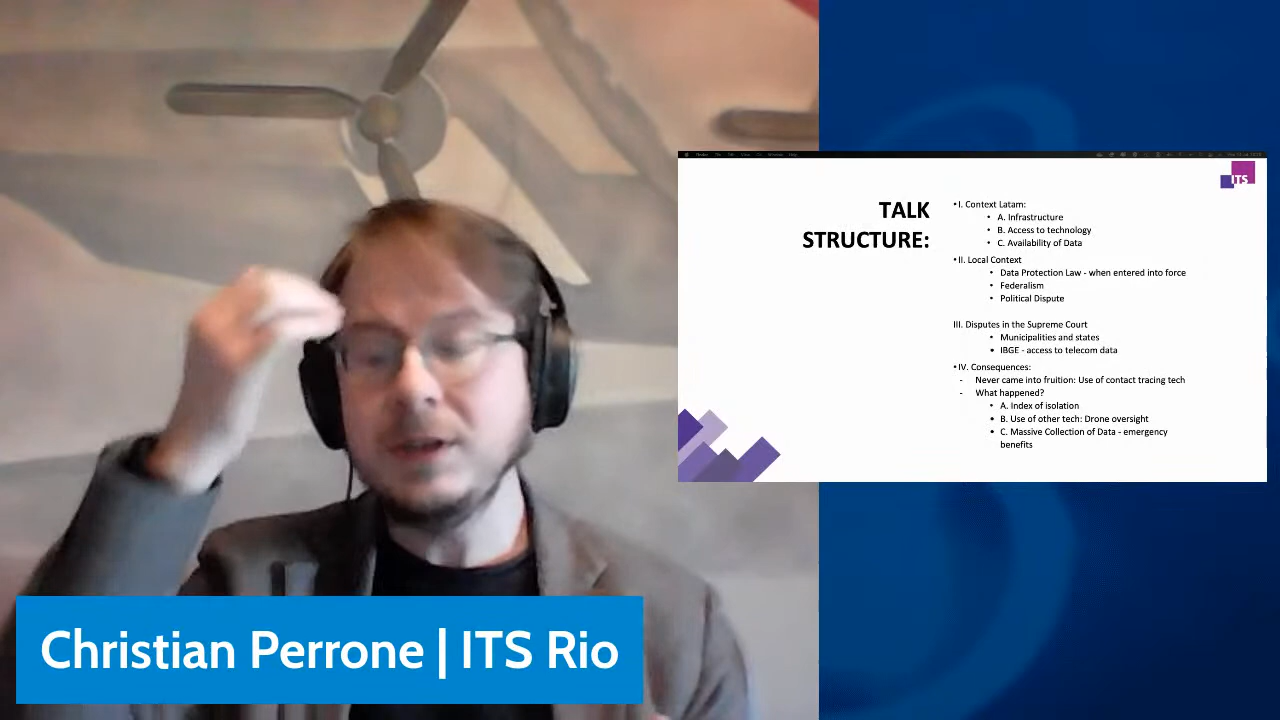 ITS
TALK
STRUCTURE:
• I. Context Latam:
• A. Infrastructure
• B. Access to technology
• C. Availability of Data
• II. Local Context
• Data Protection Law - when entered into force
• Federalism
• Political Dispute
III. Disputes in the Supreme Court
• Municipalities and states
• IBGE - access to telecom data
• IV. Consequences:
- Never came into fruition: Use of contact tracing tech
- What happened?
• A. Index of isolation
• B. Use of other tech: Drone oversight
• C. Massive Collection of Data - emergency
benefits
Christian Perrone | ITS Rio